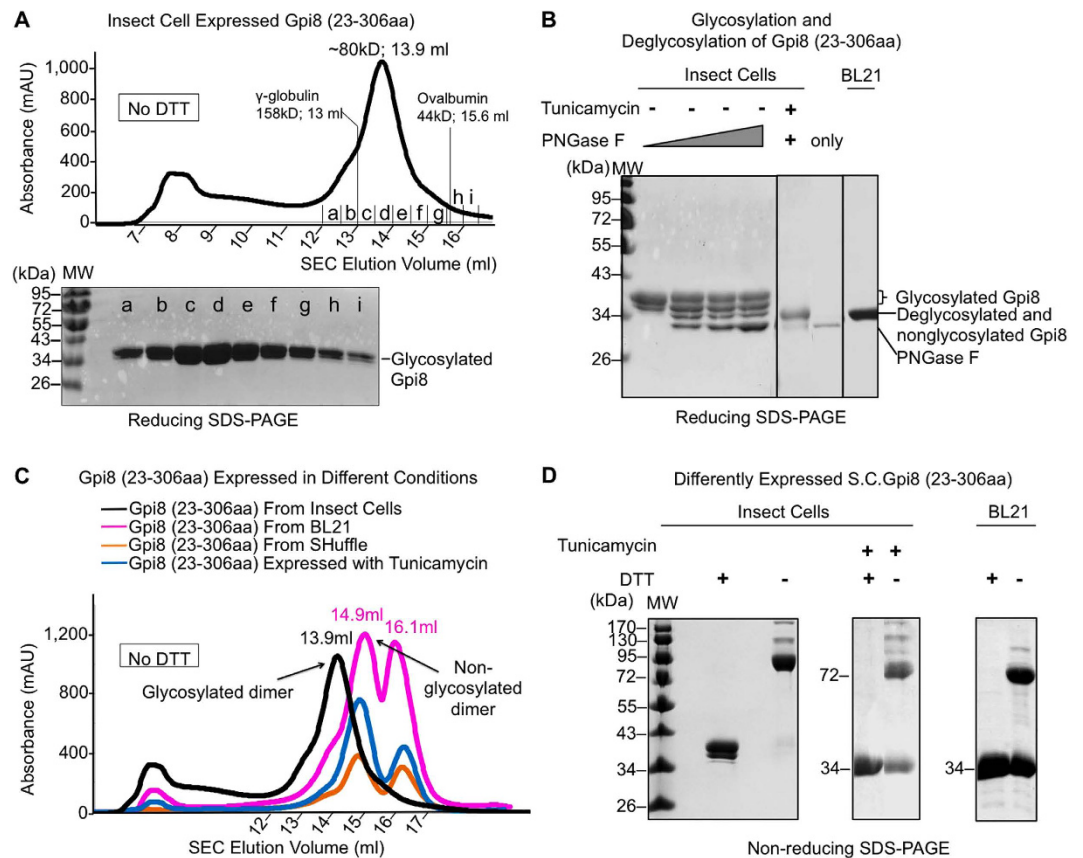 A
Insect Cell Expressed Gpi8 (23-306aa)
~80kD; 13.9 ml
No DTT
γ-globulin
158kD; 13 ml
Ovalbumin
44kD; 15.6 ml
Absorbance (mAU)
1,000
800
600
400
200
0
a b c d e f g h i
7 8 9 10 11 12 13 14 15 16
SEC Elution Volume (ml)
(kDa) MW
95
72
55
43
34
26
a b c d e f g h i
Glycosylated
Gpi8
Reducing SDS-PAGE
B
Glycosylation and
Deglycosylation of Gpi8 (23-306aa)
Insect Cells BL21
Tunicamycin - - - - +
PNGase F + only
(kDa) MW
95
72
55
43
34
26
Glycosylated Gpi8
Deglycosylated and
nonglycosylated Gpi8
PNGase F
Reducing SDS-PAGE
C
Gpi8 (23-306aa) Expressed in Different Conditions
Gpi8 (23-306aa) From Insect Cells
Gpi8 (23-306aa) From BL21
Gpi8 (23-306aa) From SHuffle
Gpi8 (23-306aa) Expressed with Tunicamycin
14.9ml
13.9ml
16.1ml
No DTT
Glycosylated dimer
Non-
glycosylated
dimer
Absorbance (mAU)
1,200
800
400
0
12 13 14 15 16 17
SEC Elution Volume (ml)
D
Differently Expressed S.C.Gpi8 (23-306aa)
Insect Cells BL21
Tunicamycin + +
DTT + - + - + -
(kDa) MW
170
130
95
72
55
43
34
26
72
34
34
Non-reducing SDS-PAGE